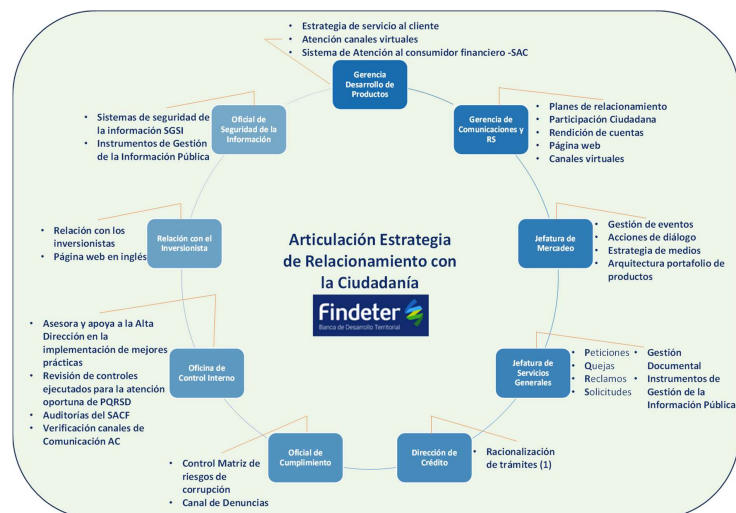 • Estrategia de servicio al cliente
• Atención canales virtuales
• Sistema de Atención al consumidor financiero -SAC
Gerencia
Desarrollo de
Productos
Gerencia de
Comunicaciones y
RS
• Planes de relacionamiento
• Participación Ciudadana
• Rendición de cuentas
• Página web
• Canales virtuales
Jefatura de
Mercadeo
• Gestión de eventos
• Acciones de diálogo
• Estrategia de medios
• Arquitectura portafolio de
productos
Jefatura de
Servicios
Generales
• Peticiones
• Quejas
• Reclamos
• Solicitudes
• Gestión
Documental
• Instrumentos de
Gestión de la
Información Pública
Dirección de
Crédito
• Racionalización
de trámites (1)
Oficial de
Cumplimiento
• Control Matriz de
riesgos de
corrupción
• Canal de Denuncias
Oficina de
Control Interno
• Asesora y apoya a la Alta
Dirección en la
implementación de mejores
prácticas
• Revisión de controles
ejecutados para la atención
oportuna de PQRSD
• Auditorías del SACF
• Verificación canales de
Comunicación AC
Relación con el
Inversionista
• Relación con los
inversionistas
• Página web en inglés
Oficial de
Seguridad de la
Información
• Sistemas de seguridad de
la información SGSI
• Instrumentos de Gestión
de la Información Pública
Articulación Estrategia
de Relacionamiento con
la Ciudadanía
Findeter
Banca de Desarrollo Territorial